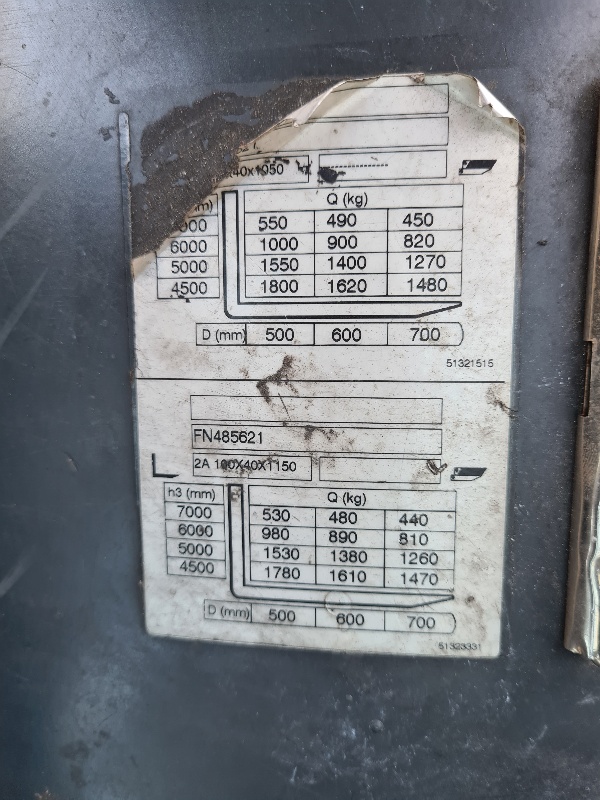 40x1050
Q (kg)
550 490 450
6000 1000 900 820
5000 1550 1400 1270
4500 1800 1620 1480
D (mm) 500 600 700
51321515
FN485621
2A 100X40X1150
h3 (mm) Q (kg)
7000 530 480 440
6000 980 890 810
5000 1530 1380 1260
4500 1780 1610 1470
D (mm) 500 600 700
51323331